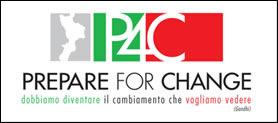 P4C
PREPARE FOR CHANGE
dobbiamo diventare il cambiamento che vogliamo vedere
(Gandhi)